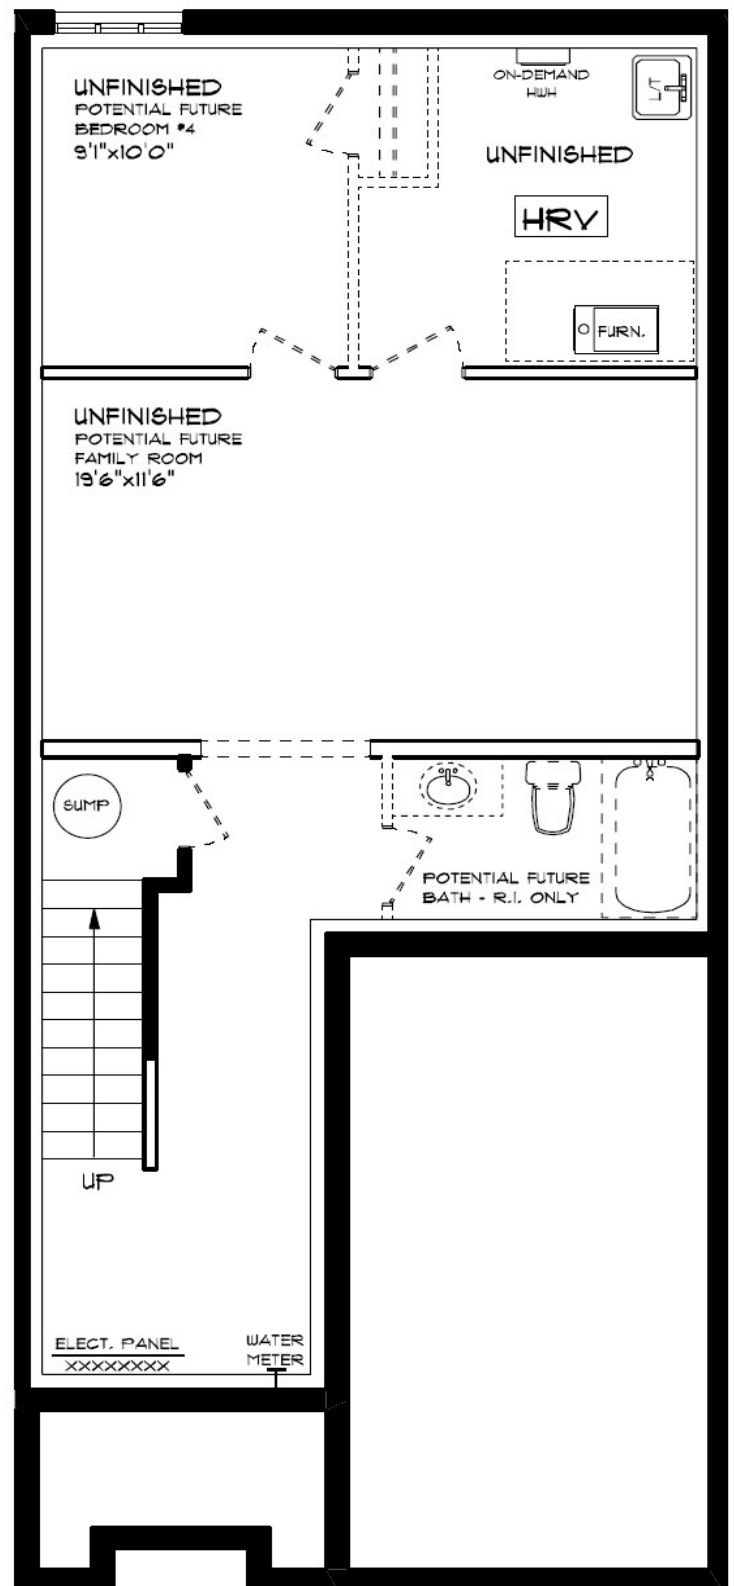 UNFINISHED
POTENTIAL FUTURE
BEDROOM #4
9'1"x10'0"
ON-DEMAND
HWH
L/T
UNFINISHED
HRV
FURN.
UNFINISHED
POTENTIAL FUTURE
FAMILY ROOM
19'6"x11'6"
SUMP
POTENTIAL FUTURE
BATH - R.I. ONLY
UP
ELECT. PANEL
XXXXXXXX
WATER
METER